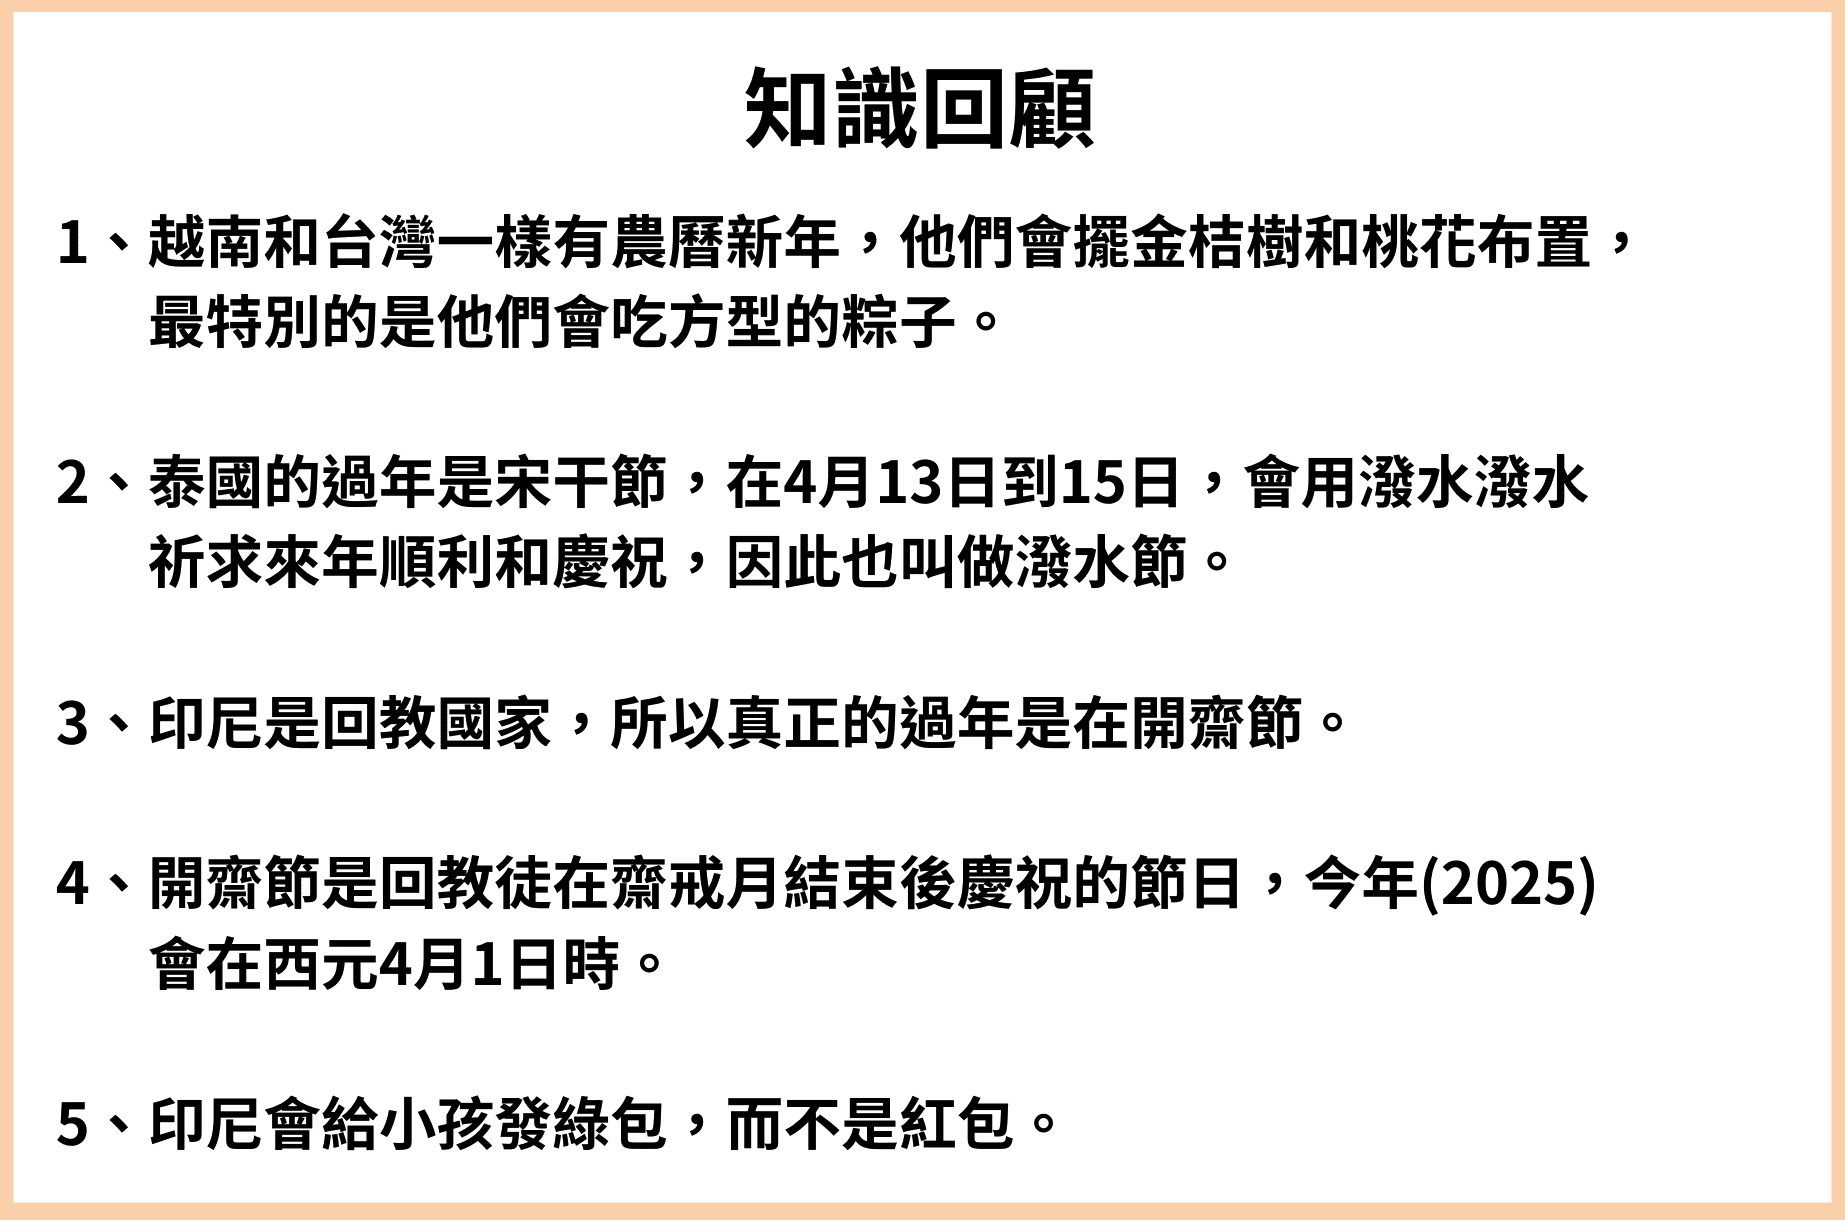 知識回顧
1、越南和台灣一樣有農曆新年，他們會擺金桔樹和桃花布置，
最特別的是他們會吃方型的粽子。
2、泰國的過年是宋干節，在4月13日到15日，會用潑水潑水
祈求來年順利和慶祝，因此也叫做潑水節。
3、印尼是回教國家，所以真正的過年是在開齋節。
4、開齋節是回教徒在齋戒月結束後慶祝的節日，今年(2025)
會在西元4月1日時。
5、印尼會給小孩發綠包，而不是紅包。